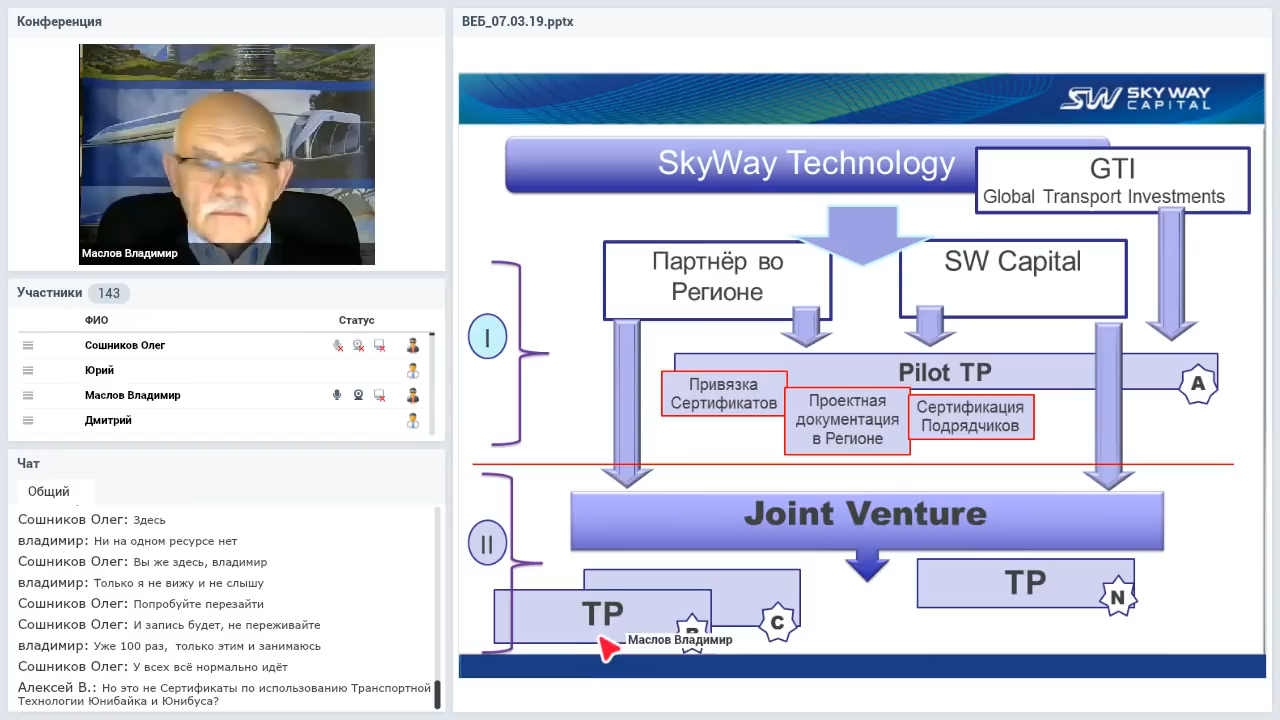 Конференция
Маслов Владимир
Участники 143
ФИО Статус
Сошников Олег
Юрий
Маслов Владимир
Дмитрий
Чат
Общий
Сошников Олег: Здесь
владимир: Ни на одном ресурсе нет
Сошников Олег: Вы же здесь, владимир
владимир: Только я не вижу и не слышу
Сошников Олег: Попробуйте перезайти
Сошников Олег: И запись будет, не переживайте
владимир: Уже 100 раз, только этим и занимаюсь
Сошников Олег: У всех всё нормально идёт
Алексей В.: Но это не Сертификаты по использованию Транспортной
Технологии Юнибайка и Юнибуса?
ВЕБ_07.03.19.pptx
SW SKY WAY
CAPITAL
SkyWay Technology
GTI
Global Transport Investments
Партнёр во
Регионе
SW Capital
I
Pilot TP
A
Привязка
Сертификатов
Проектная
документация
в Регионе
Сертификация
Подрядчиков
Joint Venture
II
TP
C
TP
N
Маслов Владимир